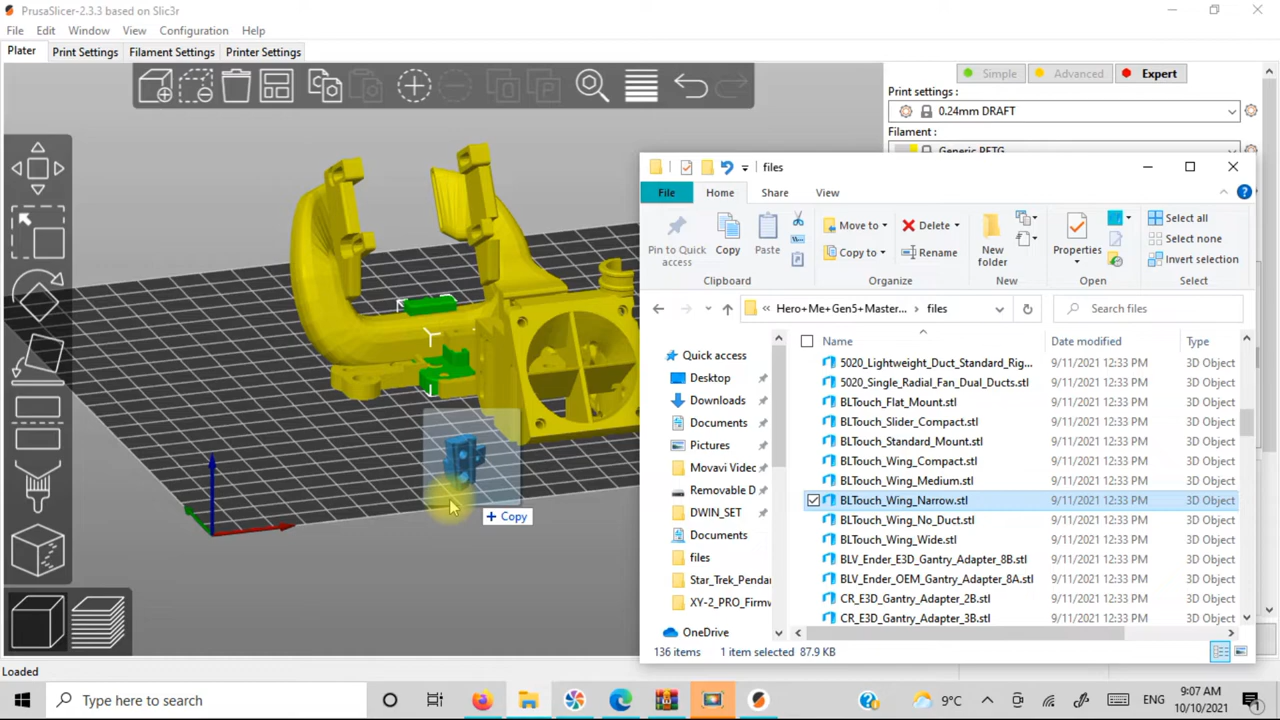 PrusaSlicer-2.3.3 based on Slic3r
File Edit Window View Configuration Help
Plater Print Settings Filament Settings Printer Settings
Simple Advanced Expert
Print settings:
0.24mm DRAFT
Filament :
Generic PETG
files
File Home Share View
Pin to Quick access
Copy
Paste
Move to
Copy to
Delete
Rename
New folder
Properties
Open
Select all
Select none
Invert selection
Clipboard Organize New Open Select
« Hero+Me+Gen5+Master... › files
Search files
Name Date modified Type
Quick access
Desktop
Downloads
Documents
Pictures
Movavi Videc
Removable D
DWIN_SET
Documents
files
Star_Trek_Penda
XY-2_PRO_Firmw
OneDrive
5020_Lightweight_Duct_Standard_Rig... 9/11/2021 12:33 PM 3D Object
5020_Single_Radial_Fan_Dual_Ducts.stl 9/11/2021 12:33 PM 3D Object
BLTouch_Flat_Mount.stl 9/11/2021 12:33 PM 3D Object
BLTouch_Slider_Compact.stl 9/11/2021 12:33 PM 3D Object
BLTouch_Standard_Mount.stl 9/11/2021 12:33 PM 3D Object
BLTouch_Wing_Compact.stl 9/11/2021 12:33 PM 3D Object
BLTouch_Wing_Medium.stl 9/11/2021 12:33 PM 3D Object
BLTouch_Wing_Narrow.stl 9/11/2021 12:33 PM 3D Object
BLTouch_Wing_No_Duct.stl 9/11/2021 12:33 PM 3D Object
BLTouch_Wing_Wide.stl 9/11/2021 12:33 PM 3D Object
BLV_Ender_E3D_Gantry_Adapter_8B.stl 9/11/2021 12:33 PM 3D Object
BLV_Ender_OEM_Gantry_Adapter_8A.stl 9/11/2021 12:33 PM 3D Object
CR_E3D_Gantry_Adapter_2B.stl 9/11/2021 12:33 PM 3D Object
CR_E3D_Gantry_Adapter_3B.stl 9/11/2021 12:33 PM 3D Object
+ Copy
136 items 1 item selected 87.9 KB
Loaded
Type here to search
9°C
ENG
9:07 AM
10/10/2021
1